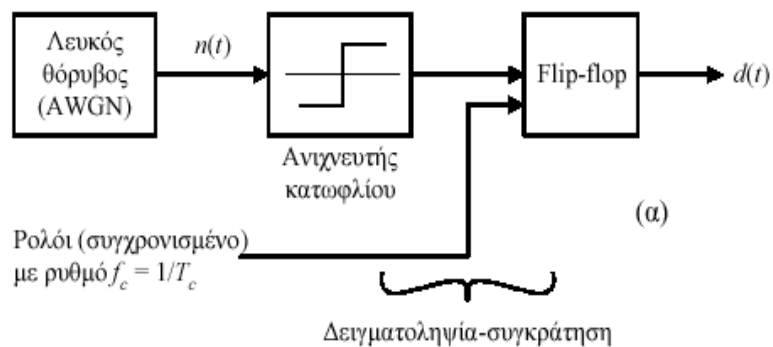 Λευκός
θόρυβος
(AWGN)
n(t)
Ανιχνευτής
κατωφλίου
Flip-flop
d(t)
(α)
Ρολόι (συγχρονισμένο)
με ρυθμό f_c = 1/T_c
Δειγματοληψία-συγκράτηση